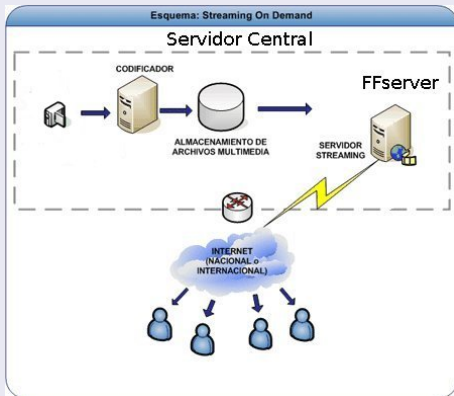 Esquema: Streaming On Demand
Servidor Central
CODIFICADOR
FFserver
ALMACENAMIENTO DE
ARCHIVOS MULTIMEDIA
SERVIDOR
STREAMING
INTERNET
(NACIONAL o
INTERNACIONAL)